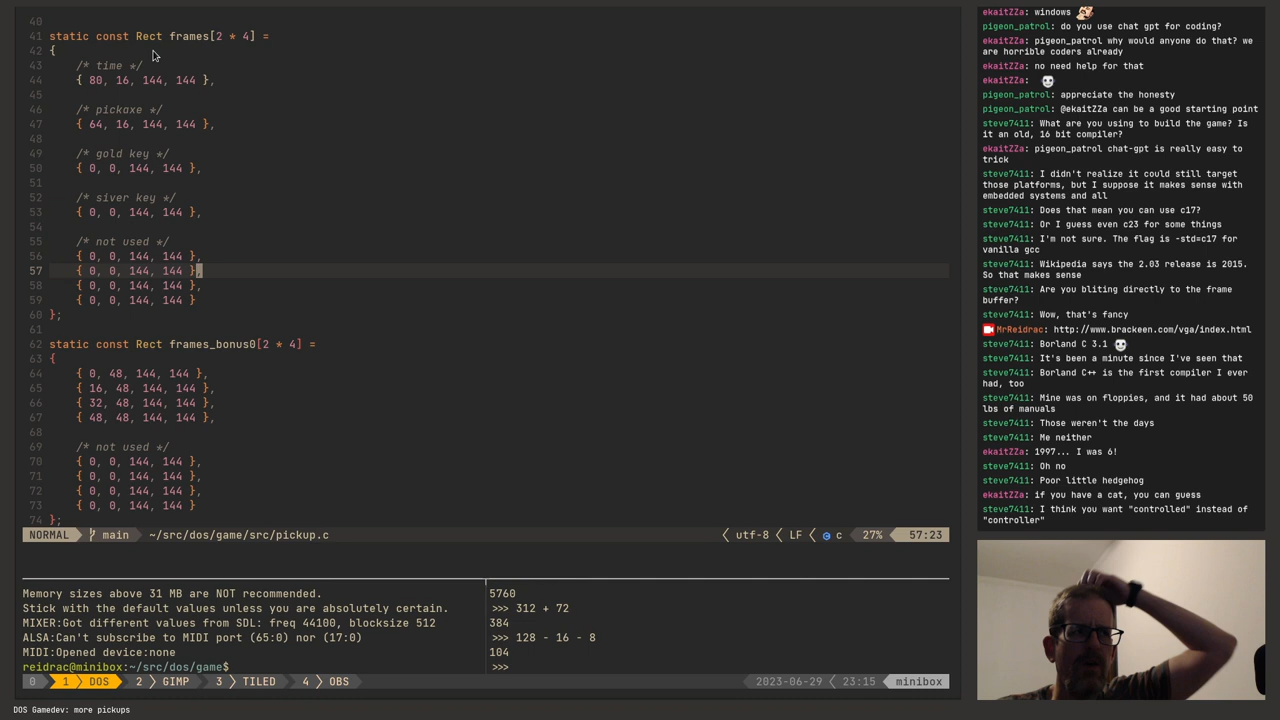 40
41 static const Rect frames[2 * 4] =
42 {
43 /* time */
44 { 80, 16, 144, 144 },
45
46 /* pickaxe */
47 { 64, 16, 144, 144 },
48
49 /* gold key */
50 { 0, 0, 144, 144 },
51
52 /* siver key */
53 { 0, 0, 144, 144 },
54
55 /* not used */
56 { 0, 0, 144, 144 },
57 { 0, 0, 144, 144 },
58 { 0, 0, 144, 144 },
59 { 0, 0, 144, 144 }
60 };
61
62 static const Rect frames_bonus0[2 * 4] =
63 {
64 { 0, 48, 144, 144 },
65 { 16, 48, 144, 144 },
66 { 32, 48, 144, 144 },
67 { 48, 48, 144, 144 },
68
69 /* not used */
70 { 0, 0, 144, 144 },
71 { 0, 0, 144, 144 },
72 { 0, 0, 144, 144 },
73 { 0, 0, 144, 144 }
74 };
NORMAL main ~/src/dos/game/src/pickup.c utf-8 LF c 27% 57:23
Memory sizes above 31 MB are NOT recommended.
Stick with the default values unless you are absolutely certain.
MIXER:Got different values from SDL: freq 44100, blocksize 512
ALSA:Can't subscribe to MIDI port (65:0) nor (17:0)
MIDI:Opened device:none
reidrac@minibox:~/src/dos/game$
5760
>>> 312 + 72
384
>>> 128 - 16 - 8
104
>>>
0 1 DOS 2 GIMP 3 TILED 4 OBS 2023-06-29 23:15 minibox
DOS Gamedev: more pickups
ekaitZZa: windows
pigeon_patrol: do you use chat gpt for coding?
ekaitZZa: pigeon_patrol why would anyone do that? we
are horrible coders already
ekaitZZa: no need help for that
ekaitZZa:
pigeon_patrol: appreciate the honesty
pigeon_patrol: @ekaitZZa can be a good starting point
steve7411: What are you using to build the game? Is
it an old, 16 bit compiler?
ekaitZZa: pigeon_patrol chat-gpt is really easy to
trick
steve7411: I didn't realize it could still target
those platforms, but I suppose it makes sense with
embedded systems and all
steve7411: Does that mean you can use c17?
steve7411: Or I guess even c23 for some things
steve7411: I'm not sure. The flag is -std=c17 for
vanilla gcc
steve7411: Wikipedia says the 2.03 release is 2015.
So that makes sense
steve7411: Are you bliting directly to the frame
buffer?
steve7411: Wow, that's fancy
MrReidrac: http://www.brackeen.com/vga/index.html
steve7411: Borland C 3.1
steve7411: It's been a minute since I've seen that
steve7411: Borland C++ is the first compiler I ever
had, too
steve7411: Mine was on floppies, and it had about 50
lbs of manuals
steve7411: Those weren't the days
steve7411: Me neither
ekaitZZa: 1997... I was 6!
steve7411: Oh no
steve7411: Poor little hedgehog
ekaitZZa: if you have a cat, you can guess
steve7411: I think you want "controlled" instead of
"controller"